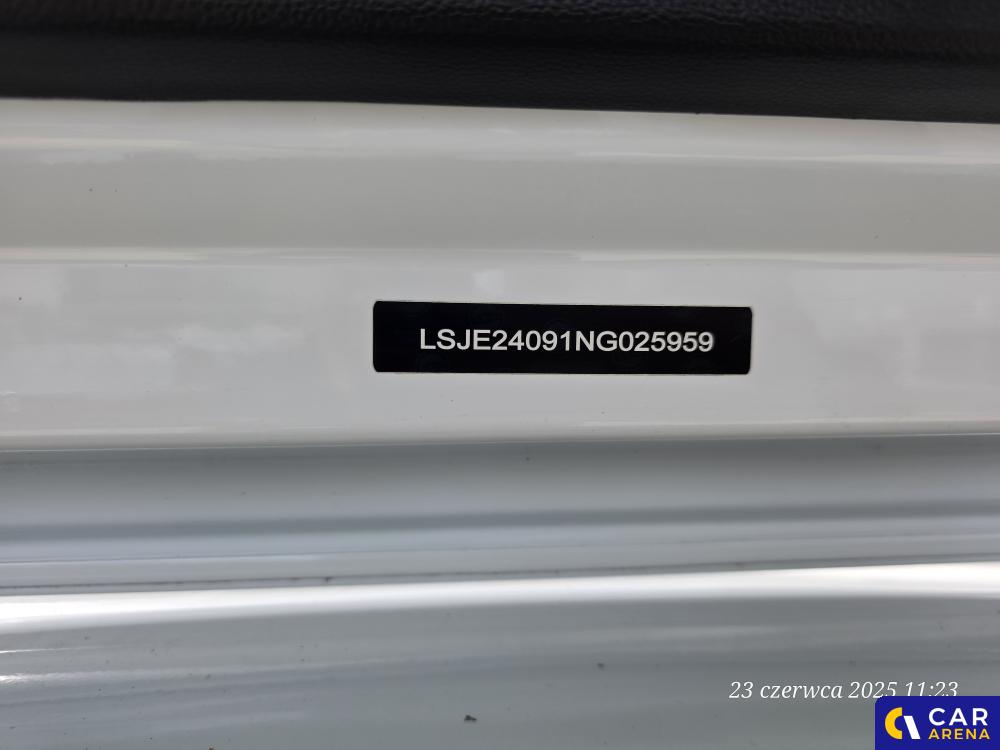 LSJE24091NG025959
23 czerwca 2025 11:23
CAR
ARENA